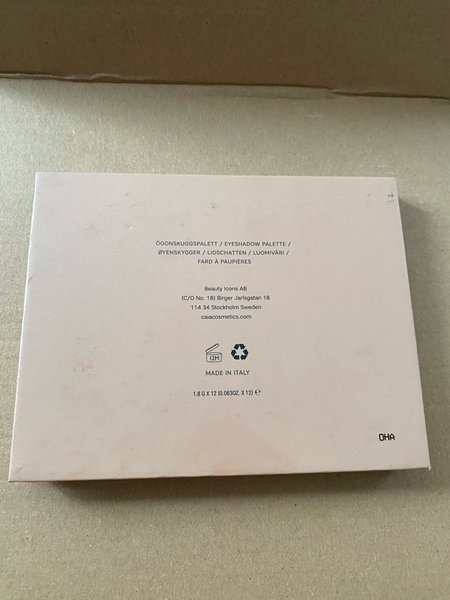 ÖGONSKUGGSPALETT / EYESHADOW PALETTE /
ØYENSKYGGER / LIDSCHATTEN / LUOMIVÄRI /
FARD À PAUPIÈRES
Beauty Icons AB
(C/O No. 18) Birger Jarlsgatan 18
114 34 Stockholm Sweden
caiacosmetics.com
12M
MADE IN ITALY
1.8 G X 12 (0.063OZ. X 12) ℮
OHA